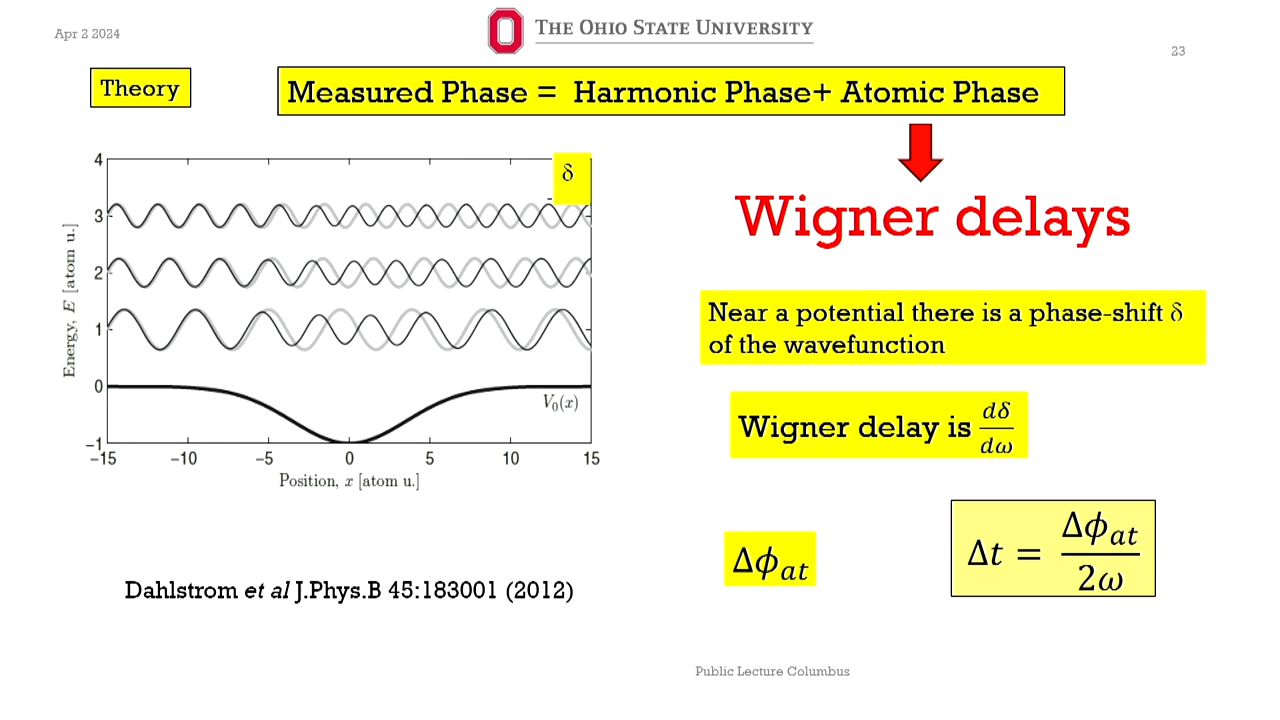 Apr 2 2024
THE OHIO STATE UNIVERSITY
23
Theory
Measured Phase = Harmonic Phase+ Atomic Phase
Wigner delays
δ
4
3
2
1
0
−1
Energy, E [atom u.]
V₀(x)
−15 −10 −5 0 5 10 15
Position, x [atom u.]
Near a potential there is a phase-shift δ
of the wavefunction
Wigner delay is dδ/dω
Δϕat
Δt = Δϕat/2ω
Dahlstrom et al J.Phys.B 45:183001 (2012)
Public Lecture Columbus